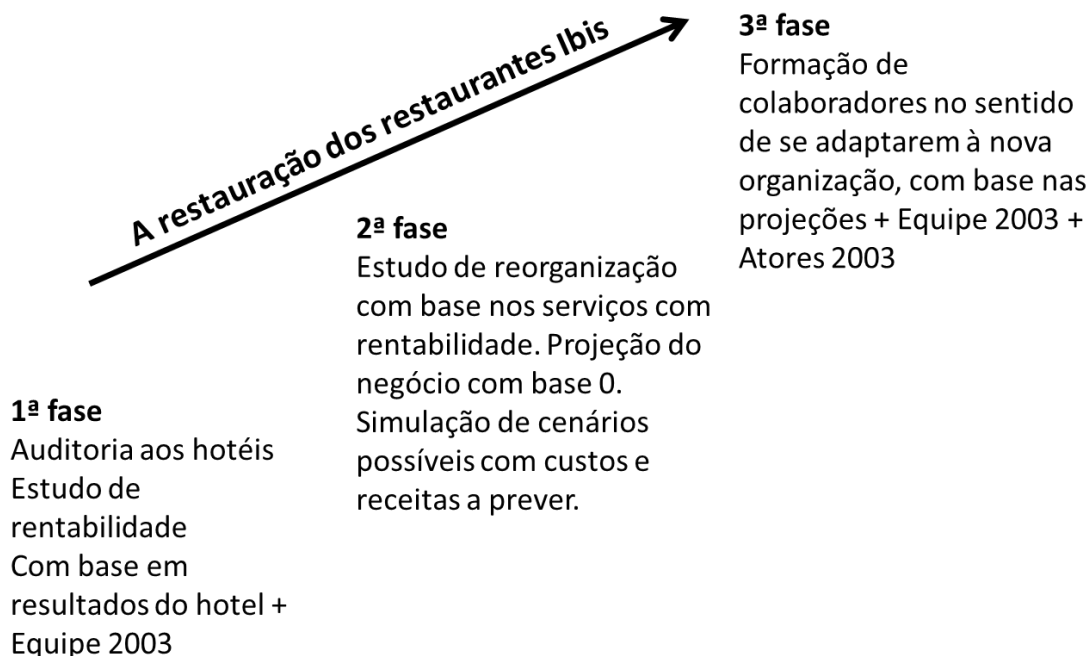 A restauração dos restaurantes Ibis
1ª fase
Auditoria aos hotéis
Estudo de
rentabilidade
Com base em
resultados do hotel +
Equipe 2003
2ª fase
Estudo de reorganização
com base nos serviços com
rentabilidade. Projeção do
negócio com base 0.
Simulação de cenários
possíveis com custos e
receitas a prever.
3ª fase
Formação de
colaboradores no sentido
de se adaptarem à nova
organização, com base nas
projeções + Equipe 2003 +
Atores 2003